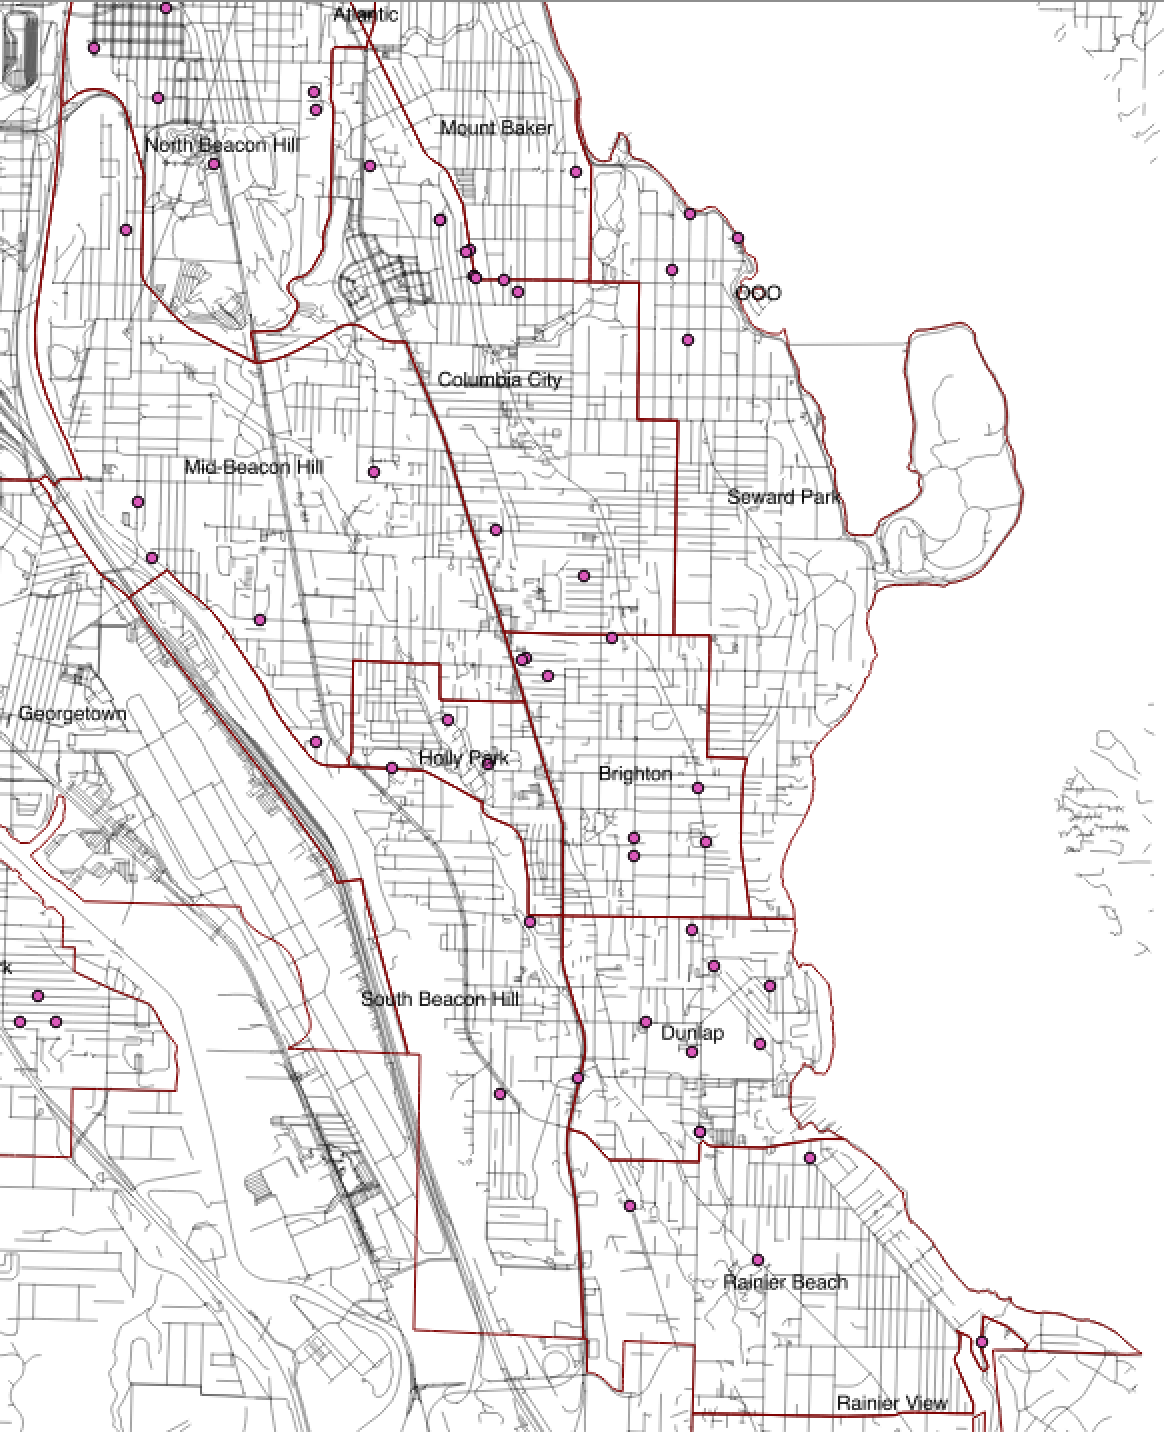 Atlantic
Mount Baker
North Beacon Hill
OOO
Columbia City
Mid-Beacon Hill
Seward Park
Georgetown
Holly Park
Brighton
k
South Beacon Hill
Dunlap
Rainier Beach
Rainier View